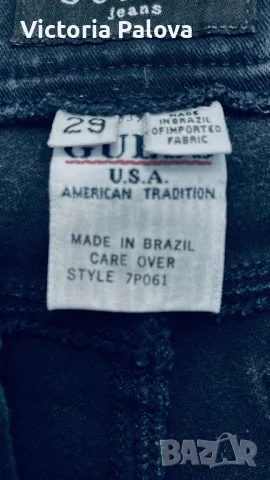 Victoria Palova
jeans
29
MADE
IN BRAZIL
OF IMPORTED
FABRIC
U.S.A.
AMERICAN TRADITION
MADE IN BRAZIL
CARE OVER
STYLE 7P061
BAZAR